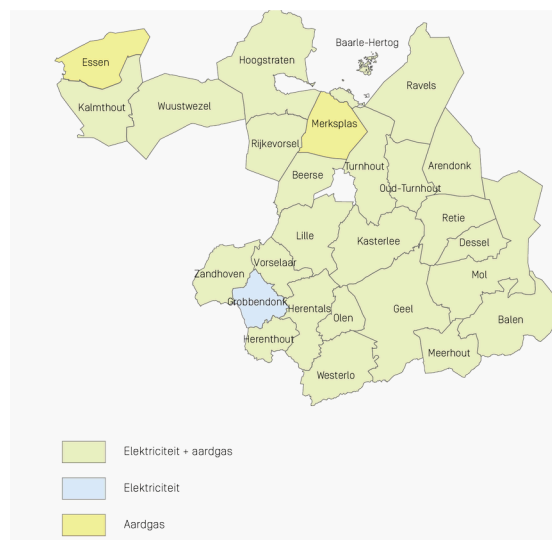 Baarle-Hertog
Essen
Hoogstraten
Ravels
Kalmthout
Wuustwezel
Merksplas
Rijkevorsel
Turnhout
Arendonk
Beerse
Oud-Turnhout
Retie
Lille
Kasterlee
Dessel
Vorselaar
Zandhoven
Mol
Grobbendonk
Herentals
Geel
Olen
Balen
Herenthout
Meerhout
Westerlo
Elektriciteit + aardgas
Elektriciteit
Aardgas